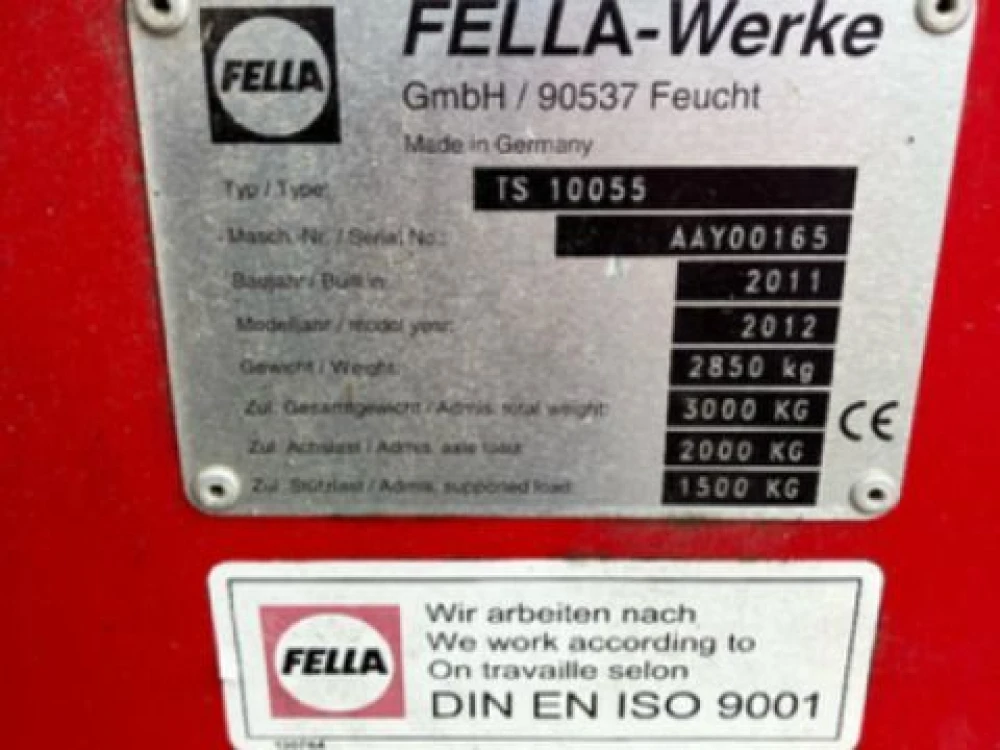 FELLA
FELLA-Werke
GmbH / 90537 Feucht
Made in Germany
Typ / Type: TS 10055
Masch.-Nr. / Serial No.: AAY00165
Baujahr / Built in: 2011
Modelljahr / model year: 2012
Gewicht / Weight: 2850 kg
Zul. Gesamtgewicht / Admis. total weight: 3000 KG
CE
Zul. Achslast / Admis. axle load: 2000 KG
Zul. Stützlast / Admis. supported load: 1500 KG
FELLA
Wir arbeiten nach
We work according to
On travaille selon
DIN EN ISO 9001